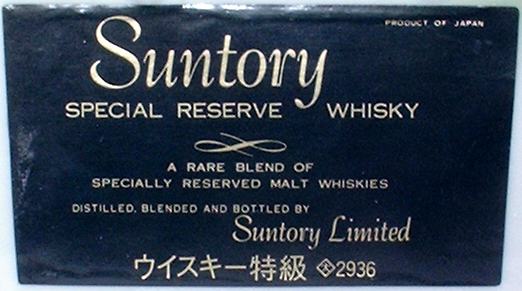 PRODUCT OF JAPAN
Suntory
SPECIAL RESERVE WHISKY
A RARE BLEND OF
SPECIALLY RESERVED MALT WHISKIES
DISTILLED, BLENDED AND BOTTLED BY
Suntory Limited
ウイスキー特級 2936